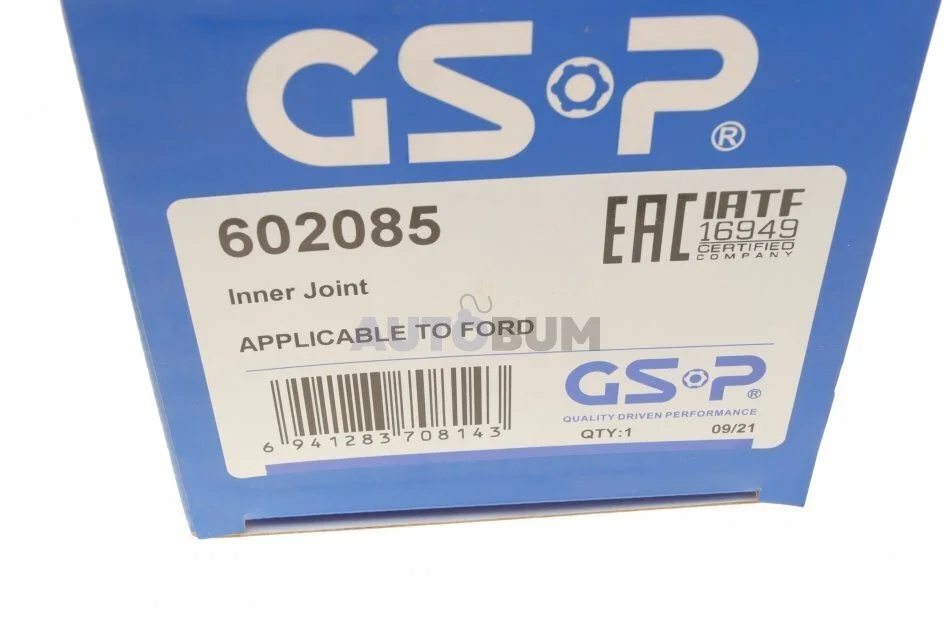 GSP®
602085
EAC
IATF
16949
CERTIFIED
COMPANY
Inner Joint
APPLICABLE TO FORD
AUTOBUM
GSP®
QUALITY DRIVEN PERFORMANCE
6 941283 708143
QTY:1
09/21